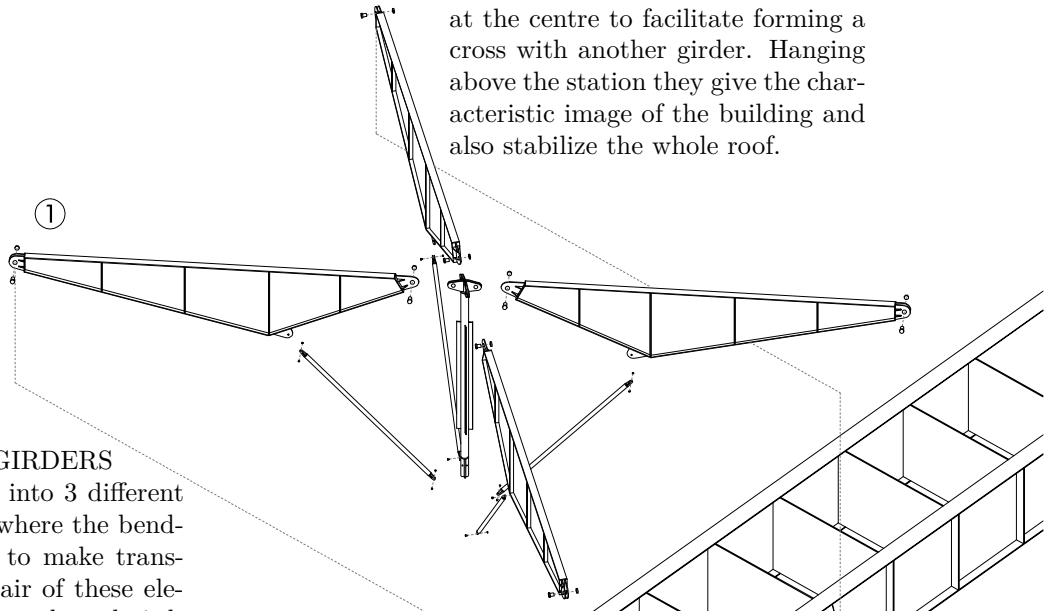 at the centre to facilitate forming a
cross with another girder. Hanging
above the station they give the char-
acteristic image of the building and
also stabilize the whole roof.
1
GIRDERS
into 3 different
where the bend-
to make trans-
air of these ele-